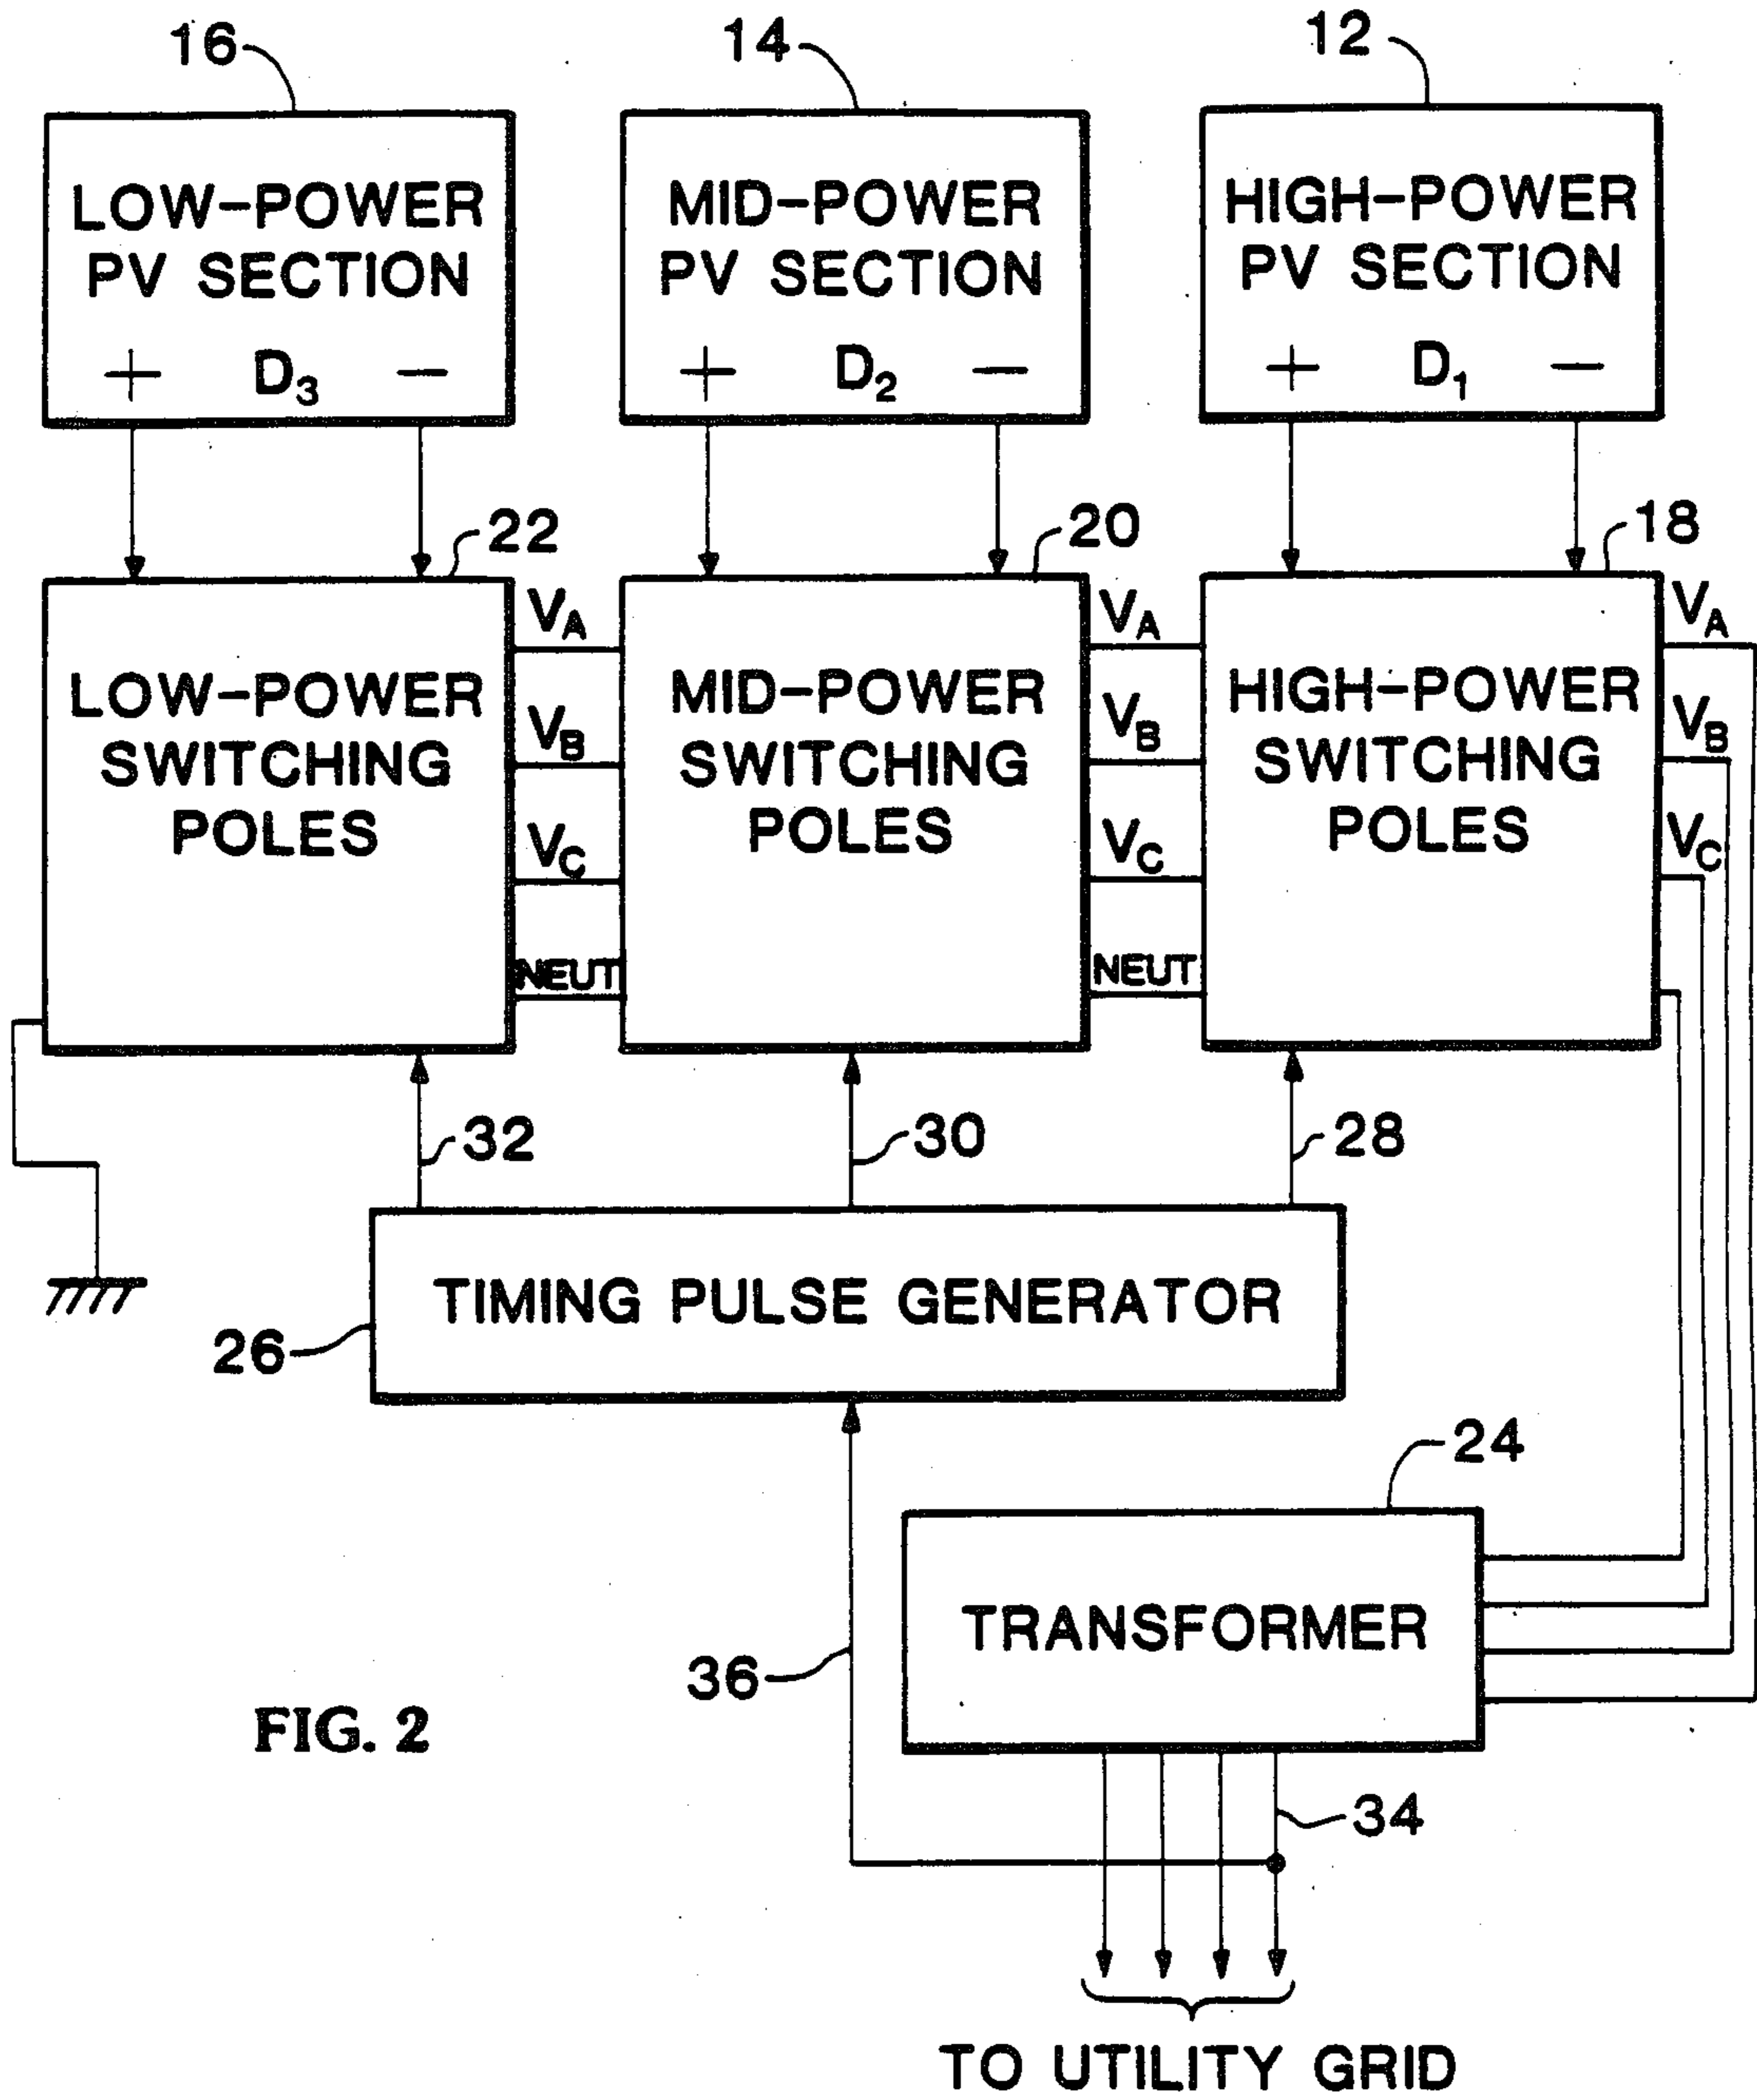 16
14
12
LOW-POWER
PV SECTION
+ D3 −
MID-POWER
PV SECTION
+ D2 −
HIGH-POWER
PV SECTION
+ D1 −
22
20
18
LOW-POWER
SWITCHING
POLES
VA
VB
VC
NEUT
MID-POWER
SWITCHING
POLES
VA
VB
VC
NEUT
HIGH-POWER
SWITCHING
POLES
VA
VB
VC
32
30
28
TIMING PULSE GENERATOR
26
24
TRANSFORMER
36
FIG. 2
34
TO UTILITY GRID